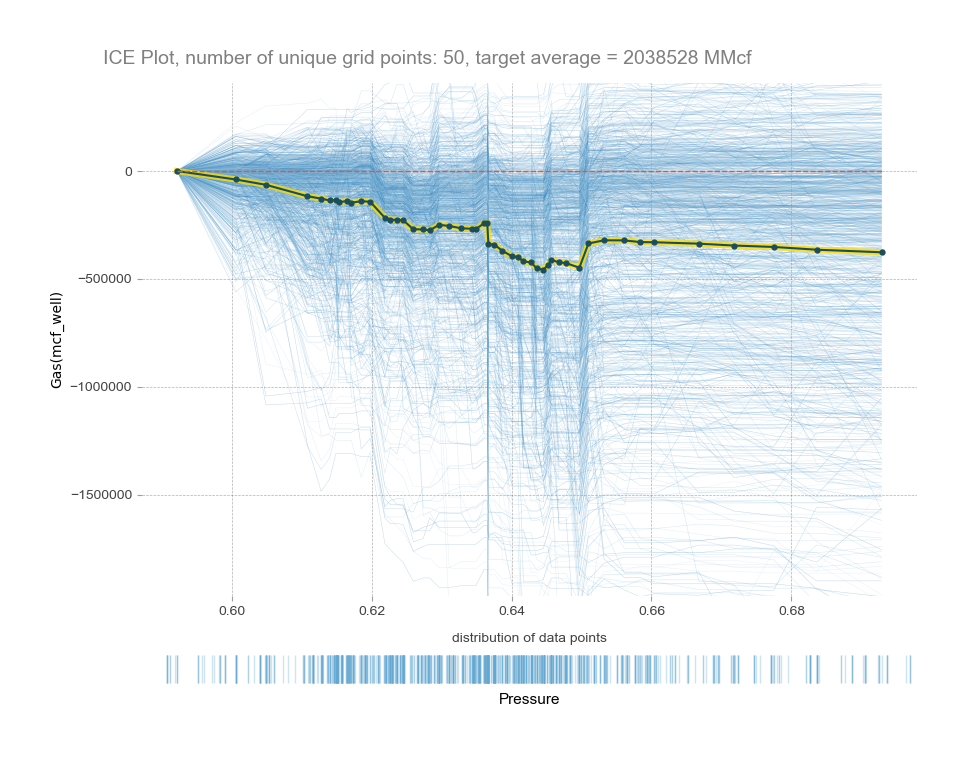 ICE Plot, number of unique grid points: 50, target average = 2038528 MMcf
0
−500000
−1000000
−1500000
Gas(mcf_well)
0.60 0.62 0.64 0.66 0.68
distribution of data points
Pressure